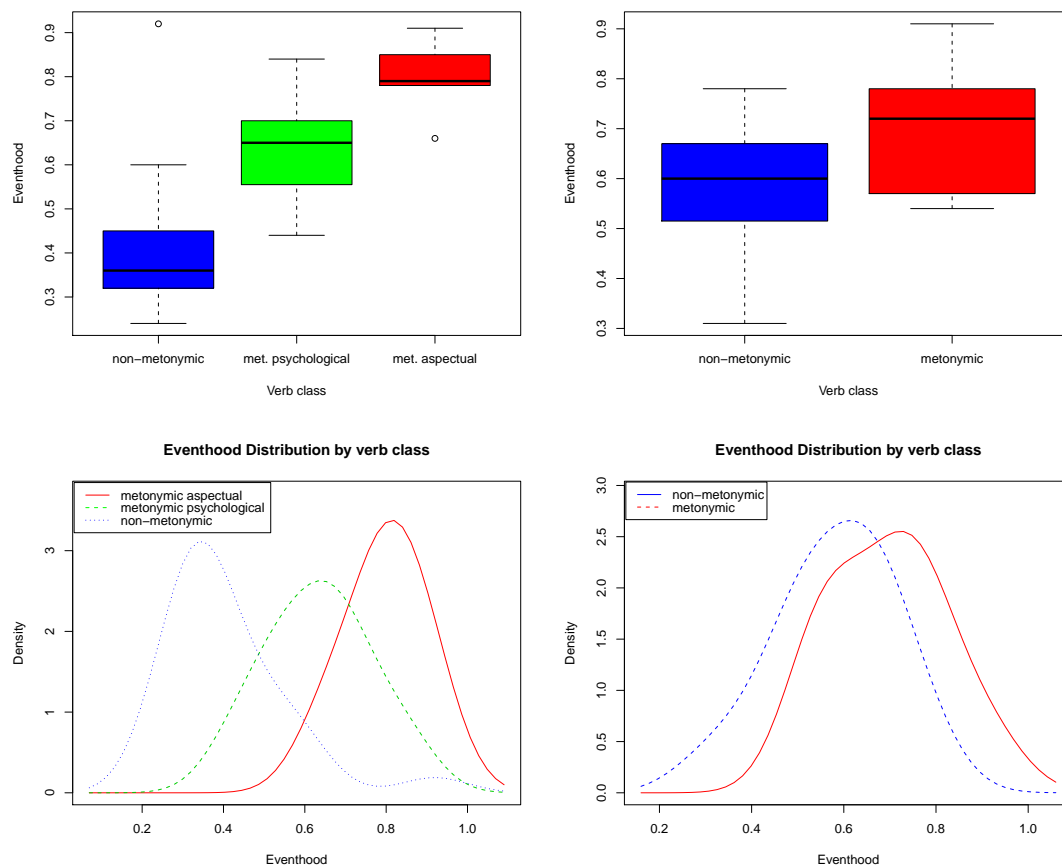 0.9
0.8
0.7
0.6
0.5
0.4
0.3
Eventhood
non−metonymic
met. psychological
met. aspectual
Verb class
0.9
0.8
0.7
0.6
0.5
0.4
0.3
Eventhood
non−metonymic
metonymic
Verb class
Eventhood Distribution by verb class
metonymic aspectual
metonymic psychological
non−metonymic
3
2
1
0
Density
0.2
0.4
0.6
0.8
1.0
Eventhood
Eventhood Distribution by verb class
non−metonymic
metonymic
3.0
2.5
2.0
1.5
1.0
0.5
0.0
Density
0.2
0.4
0.6
0.8
1.0
Eventhood